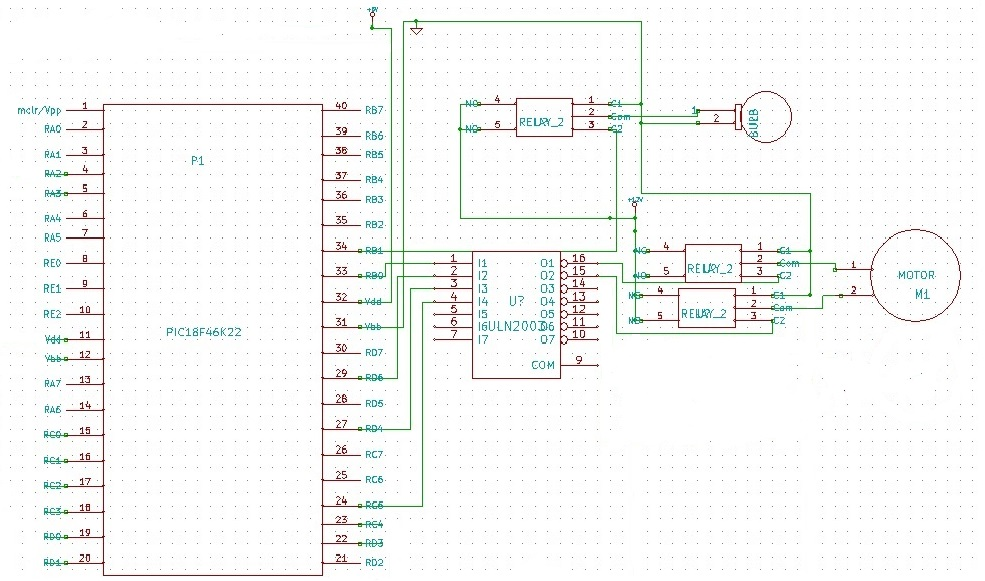 +5V
mclr/Vpp 1
RA0 2
RA1 3
RA2 4
RA3 5
RA4 6
RA5 7
RE0 8
RE1 9
RE2 10
Vdd 11
Vbb 12
RA7 13
RA6 14
RC0 15
RC1 16
RC2 17
RC3 18
RD0 19
RD1 20
P1
PIC18F46K22
40 RB7
39 RB6
38 RB5
37 RB4
36 RB3
35 RB2
34 RB1
33 RB0
32 Vdd
31 Vbb
30 RD7
29 RD6
28 RD5
27 RD4
26 RC7
25 RC6
24 RC5
23 RC4
22 RD3
21 RD2
1 I1
2 I2
3 I3
4 I4
5 I5
6 I6
7 I7
U?
ULN2003
O1 16
O2 15
O3 14
O4 13
O5 12
O6 11
O7 10
COM 9
4
5
RELAY_2
1 C1
2 Com
3 C2
1
2
BULB
+12V
4
5
RELAY_2
1 C1
2 Com
3 C2
4
5
RELAY_2
1 C1
2 Com
3 C2
1
2
MOTOR
M1